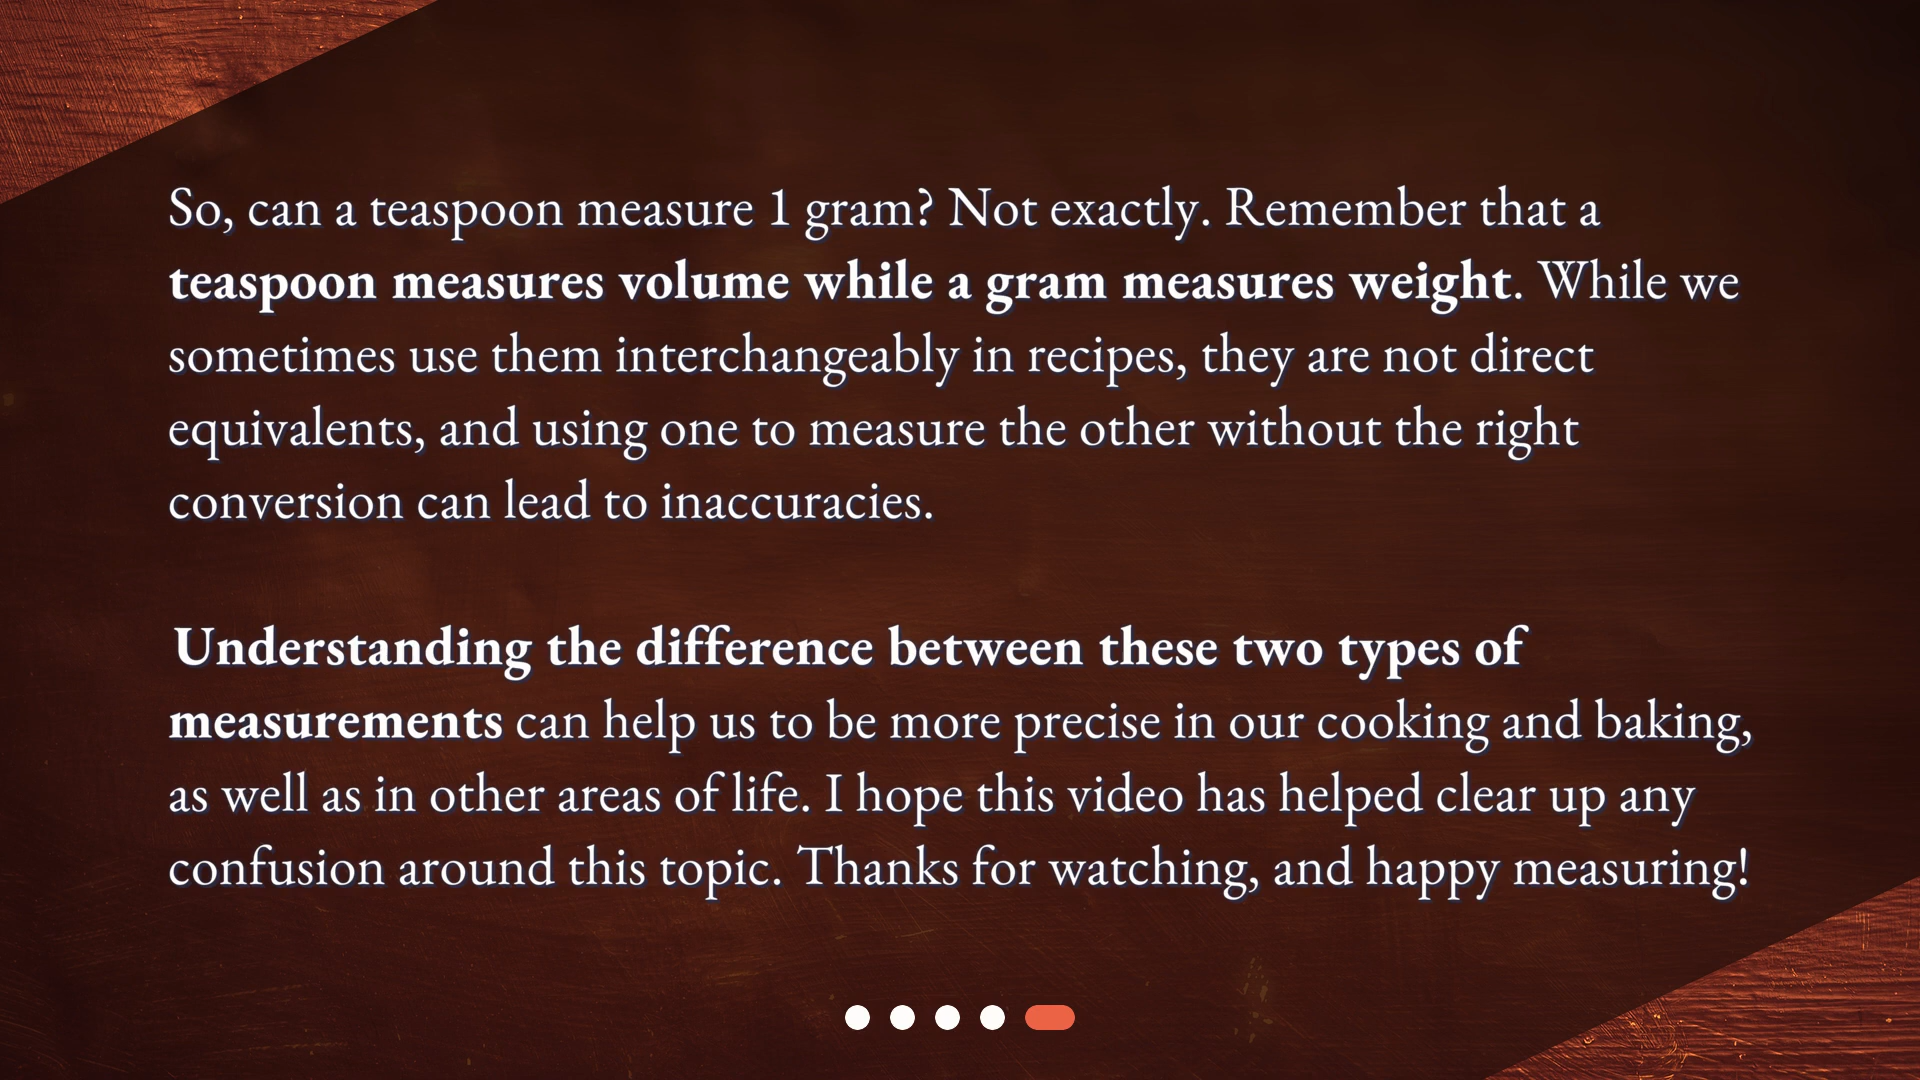 So, can a teaspoon measure 1 gram? Not exactly. Remember that a
teaspoon measures volume while a gram measures weight. While we
sometimes use them interchangeably in recipes, they are not direct
equivalents, and using one to measure the other without the right
conversion can lead to inaccuracies.
Understanding the difference between these two types of
measurements can help us to be more precise in our cooking and baking,
as well as in other areas of life. I hope this video has helped clear up any
confusion around this topic. Thanks for watching, and happy measuring!